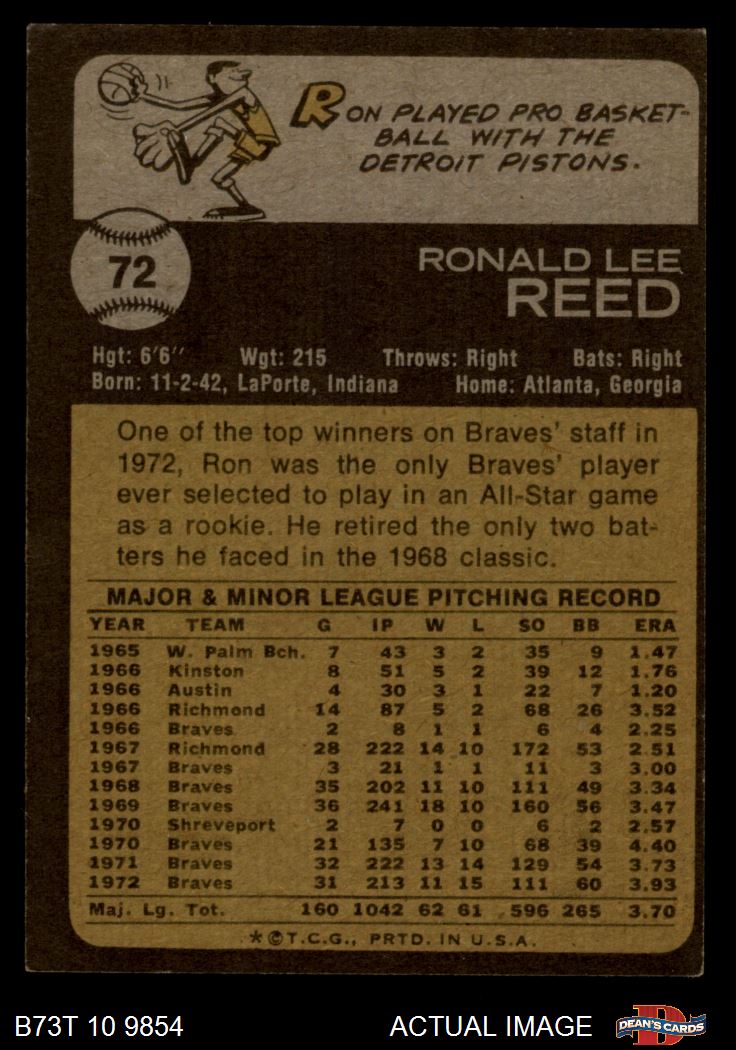 RON PLAYED PRO BASKET-
BALL WITH THE
DETROIT PISTONS.
72
RONALD LEE
REED
Hgt: 6'6" Wgt: 215 Throws: Right Bats: Right
Born: 11-2-42, LaPorte, Indiana Home: Atlanta, Georgia
One of the top winners on Braves' staff in
1972, Ron was the only Braves' player
ever selected to play in an All-Star game
as a rookie. He retired the only two bat-
ters he faced in the 1968 classic.
MAJOR & MINOR LEAGUE PITCHING RECORD
YEAR TEAM G IP W L SO BB ERA
1965 W. Palm Bch. 7 43 3 2 35 9 1.47
1966 Kinston 8 51 5 2 39 12 1.76
1966 Austin 4 30 3 1 22 7 1.20
1966 Richmond 14 87 5 2 68 26 3.52
1966 Braves 2 8 1 1 6 4 2.25
1967 Richmond 28 222 14 10 172 53 2.51
1967 Braves 3 21 1 1 11 3 3.00
1968 Braves 35 202 11 10 111 49 3.34
1969 Braves 36 241 18 10 160 56 3.47
1970 Shreveport 2 7 0 0 6 2 2.57
1970 Braves 21 135 7 10 68 39 4.40
1971 Braves 32 222 13 14 129 54 3.73
1972 Braves 31 213 11 15 111 60 3.93
Maj. Lg. Tot. 160 1042 62 61 596 265 3.70
*©T.C.G., PRTD. IN U.S.A.
B73T 10 9854 ACTUAL IMAGE D DEAN'S CARDS